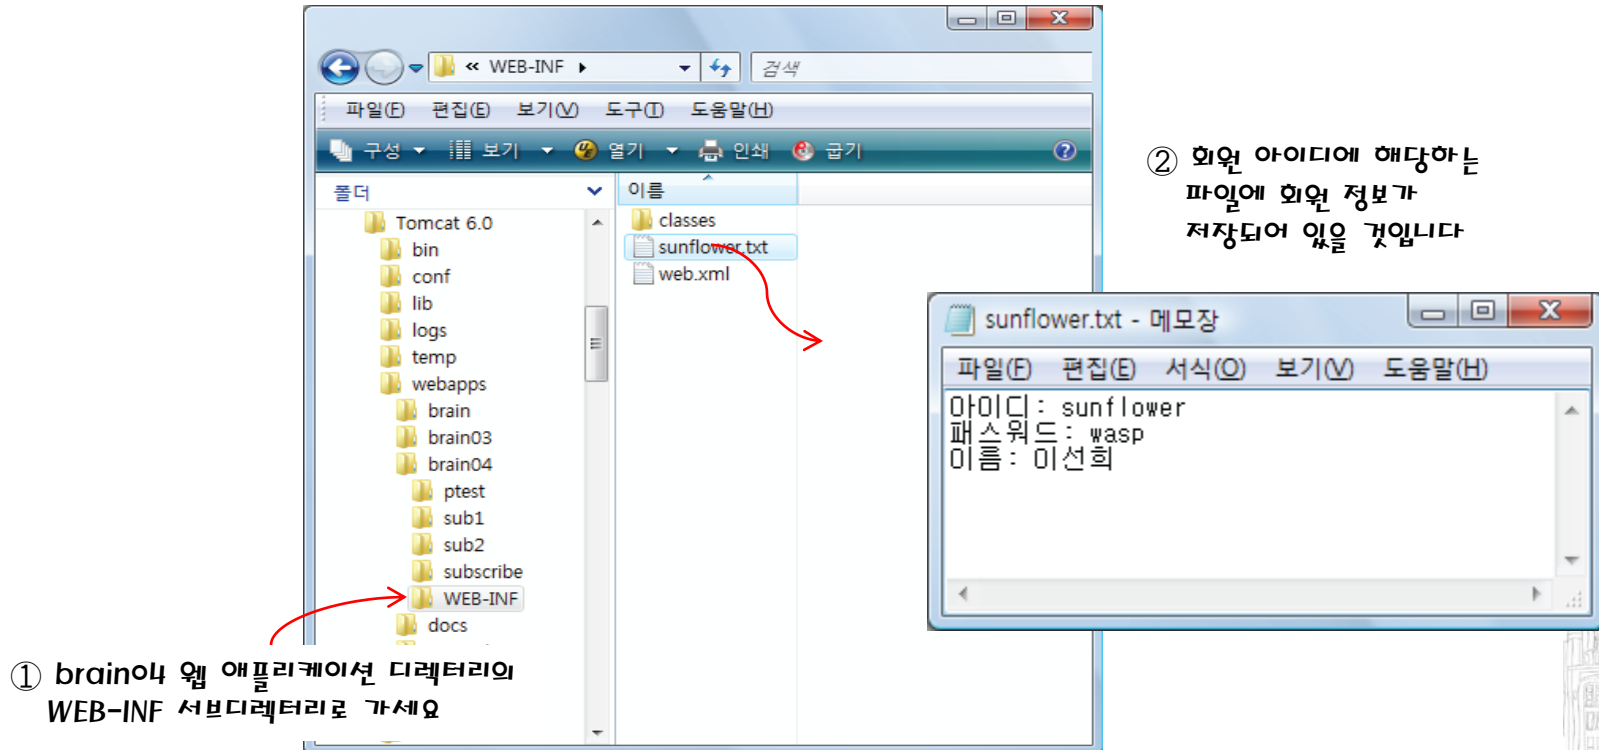 « WEB-INF
검색
파일(F) 편집(E) 보기(V) 도구(T) 도움말(H)
구성 보기 열기 인쇄 굽기
폴더
이름
Tomcat 6.0
bin
conf
lib
logs
temp
webapps
brain
brain03
brain04
ptest
sub1
sub2
subscribe
WEB-INF
docs
classes
sunflower.txt
web.xml
① brain04 웹 애플리케이션 디렉터리의
WEB-INF 서브디렉터리로 가세요
② 회원 아이디에 해당하는
파일에 회원 정보가
저장되어 있을 것입니다
sunflower.txt - 메모장
파일(F) 편집(E) 서식(O) 보기(V) 도움말(H)
아이디: sunflower
패스워드: wasp
이름: 이선희